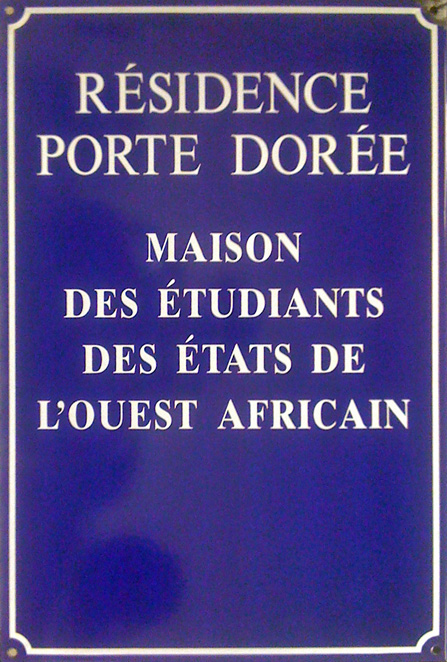 RÉSIDENCE
PORTE DORÉE
MAISON
DES ÉTUDIANTS
DES ÉTATS DE
L'OUEST AFRICAIN